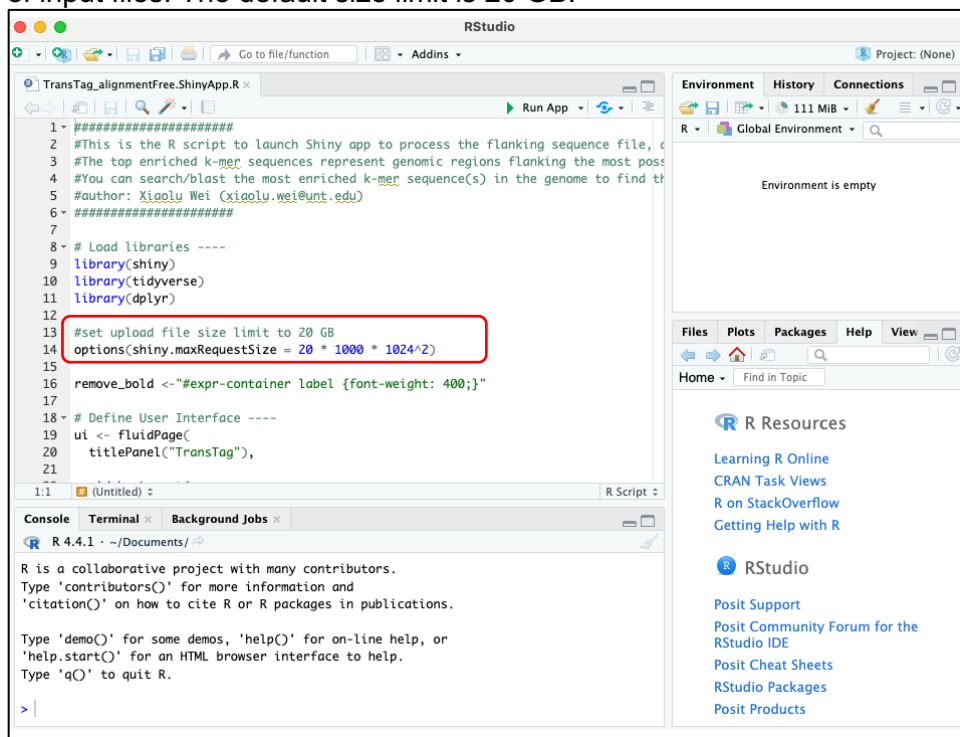 of input files. The default size limit is 20 GB.
RStudio
Go to file/function
Addins
Project: (None)
TransTag_alignmentFree.ShinyApp.R
Run App
1 #######################
2 #This is the R script to launch Shiny app to process the flanking sequence file,
3 #The top enriched k-mer sequences represent genomic regions flanking the most poss
4 #You can search/blast the most enriched k-mer sequence(s) in the genome to find th
5 #author: Xiaolu Wei (xiaolu.wei@unt.edu)
6 #######################
7
8 # Load libraries ----
9 library(shiny)
10 library(tidyverse)
11 library(dplyr)
12
13 #set upload file size limit to 20 GB
14 options(shiny.maxRequestSize = 20 * 1000 * 1024^2)
15
16 remove_bold <-"#expr-container label {font-weight: 400;}"
17
18 # Define User Interface ----
19 ui <- fluidPage(
20 titlePanel("TransTag"),
21
1:1 (Untitled) R Script
Console Terminal Background Jobs
R 4.4.1 · ~/Documents/
R is a collaborative project with many contributors.
Type 'contributors()' for more information and
'citation()' on how to cite R or R packages in publications.
Type 'demo()' for some demos, 'help()' for on-line help, or
'help.start()' for an HTML browser interface to help.
Type 'q()' to quit R.
>
Environment History Connections
111 MiB
R Global Environment
Environment is empty
Files Plots Packages Help View
Home Find in Topic
R Resources
Learning R Online
CRAN Task Views
R on StackOverflow
Getting Help with R
RStudio
Posit Support
Posit Community Forum for the
RStudio IDE
Posit Cheat Sheets
RStudio Packages
Posit Products